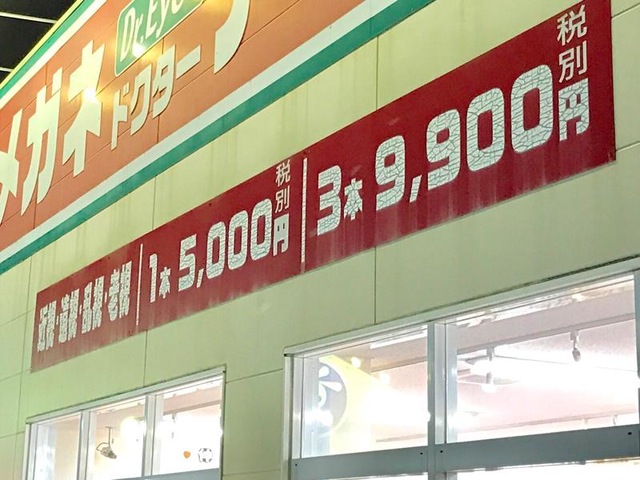 Dr.Eye
メガネ
ドクター
近視・遠視・乱視・老視
1本 5,000円 税別
3本 9,900円 税別